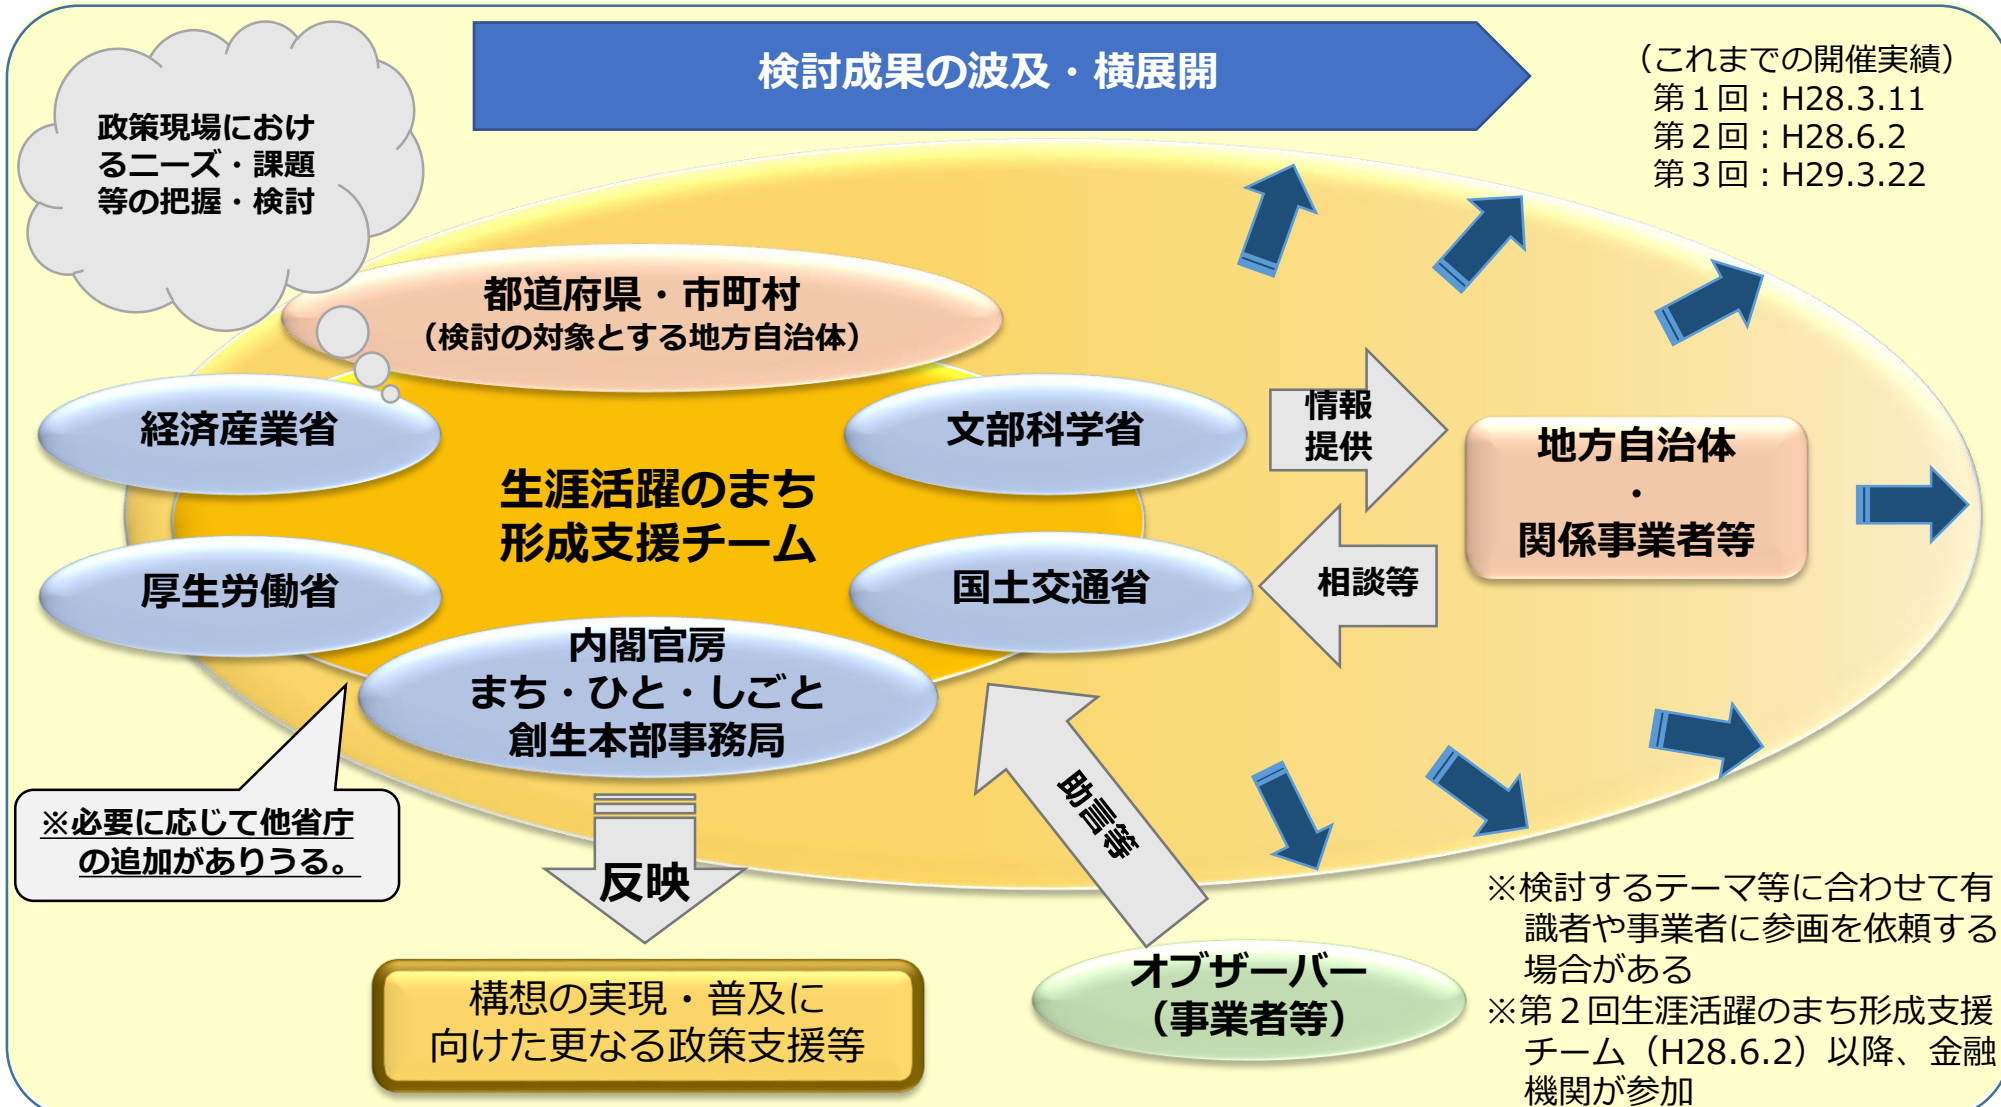 検討成果の波及・横展開
（これまでの開催実績）
第１回：H28.3.11
第２回：H28.6.2
第３回：H29.3.22
政策現場におけ
るニーズ・課題
等の把握・検討
都道府県・市町村
（検討の対象とする地方自治体）
経済産業省
文部科学省
生涯活躍のまち
形成支援チーム
厚生労働省
国土交通省
内閣官房
まち・ひと・しごと
創生本部事務局
情報
提供
相談等
地方自治体
・
関係事業者等
※必要に応じて他省庁
の追加がありうる。
反映
助言等
構想の実現・普及に
向けた更なる政策支援等
オブザーバー
（事業者等）
※検討するテーマ等に合わせて有
識者や事業者に参画を依頼する
場合がある
※第２回生涯活躍のまち形成支援
チーム（H28.6.2）以降、金融
機関が参加